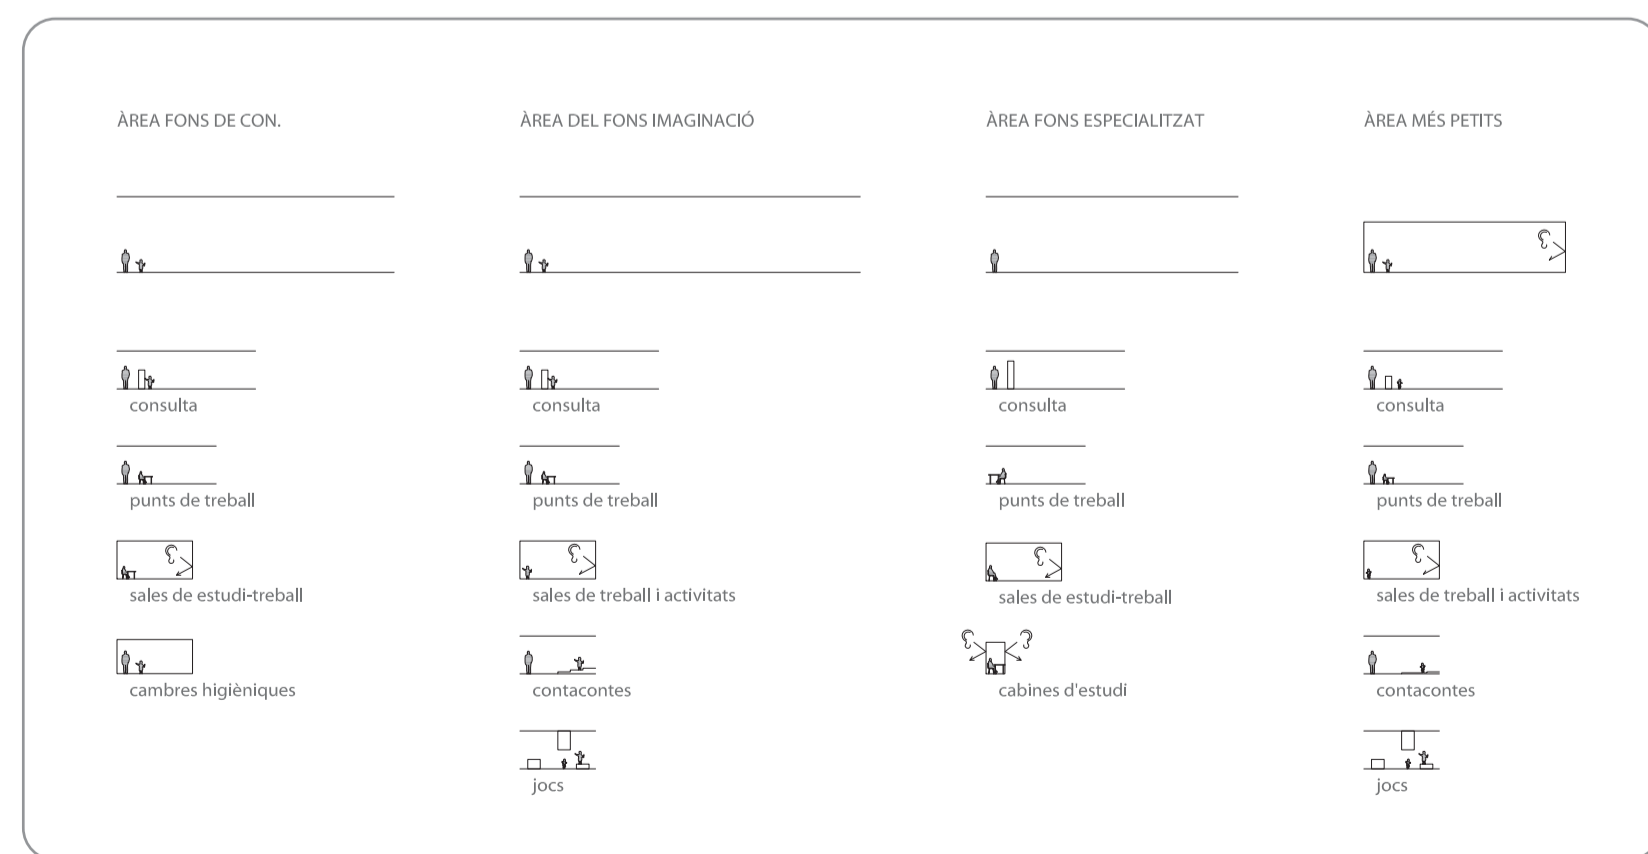 ÀREA FONS DE CON.
consulta
punts de treball
sales de estudi-treball
cambres higièniques
ÀREA DEL FONS IMAGINACIÓ
consulta
punts de treball
sales de treball i activitats
contacontes
jocs
ÀREA FONS ESPECIALITZAT
consulta
punts de treball
sales de estudi-treball
cabines d'estudi
ÀREA MÉS PETITS
consulta
punts de treball
sales de treball i activitats
contacontes
jocs